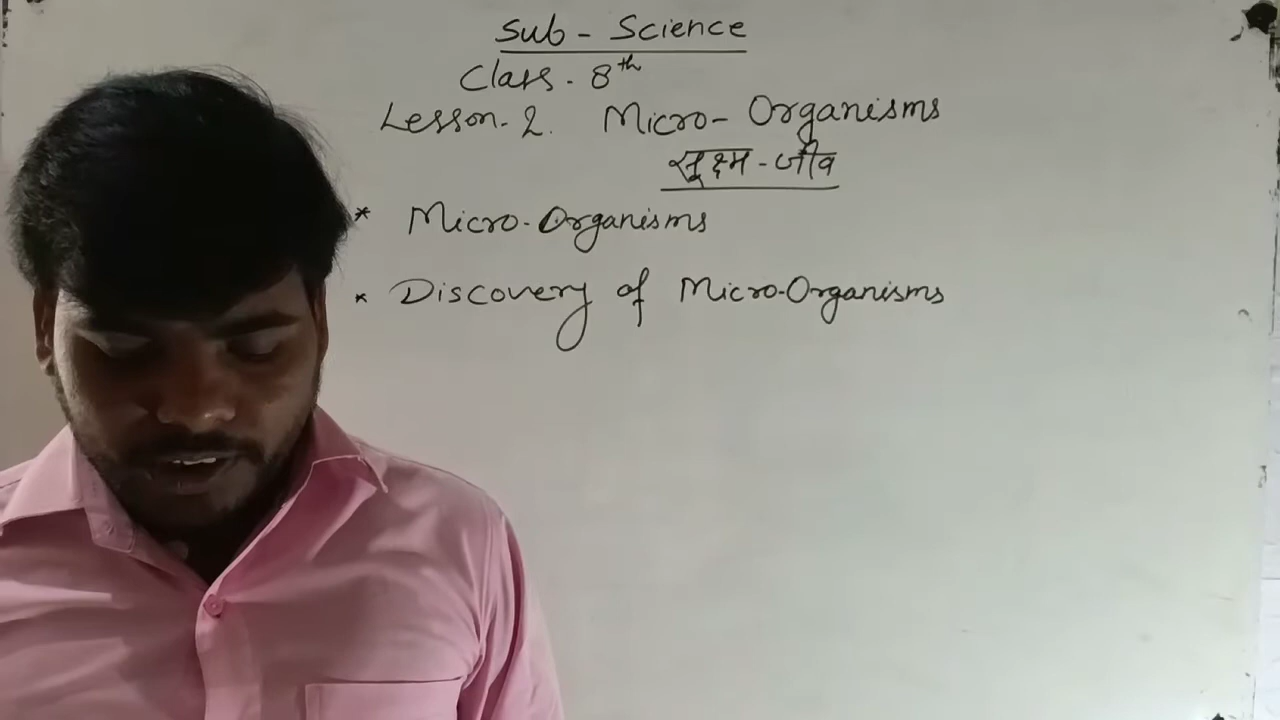 Sub - Science
Class - 8th
Lesson - 2. Micro - Organisms
सूक्ष्म - जीव
* Micro - Organisms
* Discovery of Micro-Organisms